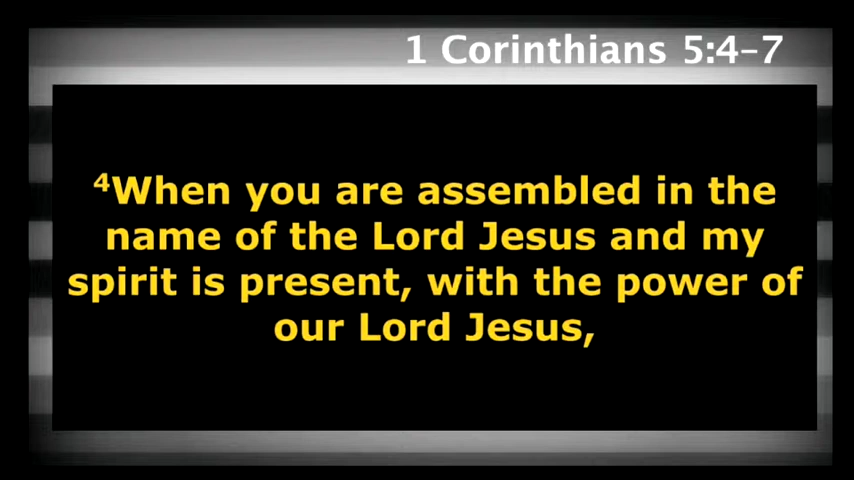 1 Corinthians 5:4–7
⁴When you are assembled in the
name of the Lord Jesus and my
spirit is present, with the power of
our Lord Jesus,